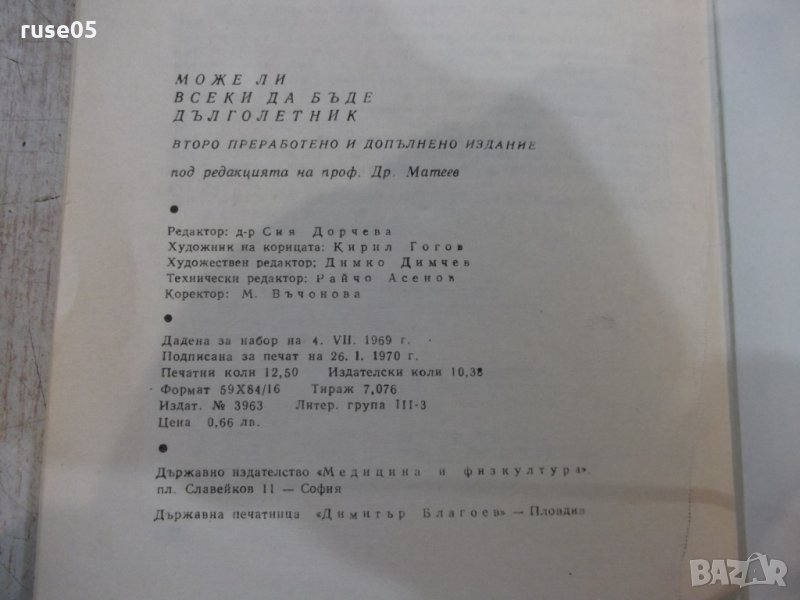 ruse05
МОЖЕ ЛИ
ВСЕКИ ДА БЪДЕ
ДЪЛГОЛЕТНИК
ВТОРО ПРЕРАБОТЕНО И ДОПЪЛНЕНО ИЗДАНИЕ
под редакцията на проф. Др. Матеев
Редактор: д-р Сия Дорчева
Художник на корицата: Кирил Гогов
Художествен редактор; Димко Димчев
Технически редактор: Райчо Асенов
Коректор: М. Въчонова
Дадена за набор на 4. VII. 1969 г.
Подписана за печат на 26. I. 1970 г.
Печатни коли 12,50 Издателски коли 10,38
Формат 59X84/16 Тираж 7,076
Издат. № 3963 Литер. група III-3
Цена 0,66 лв.
Държавно издателство «Медицина и физкултура»
пл. Славейков 11 — София
Държавна печатница «Димитър Благоев» — Пловдив
BAZAR